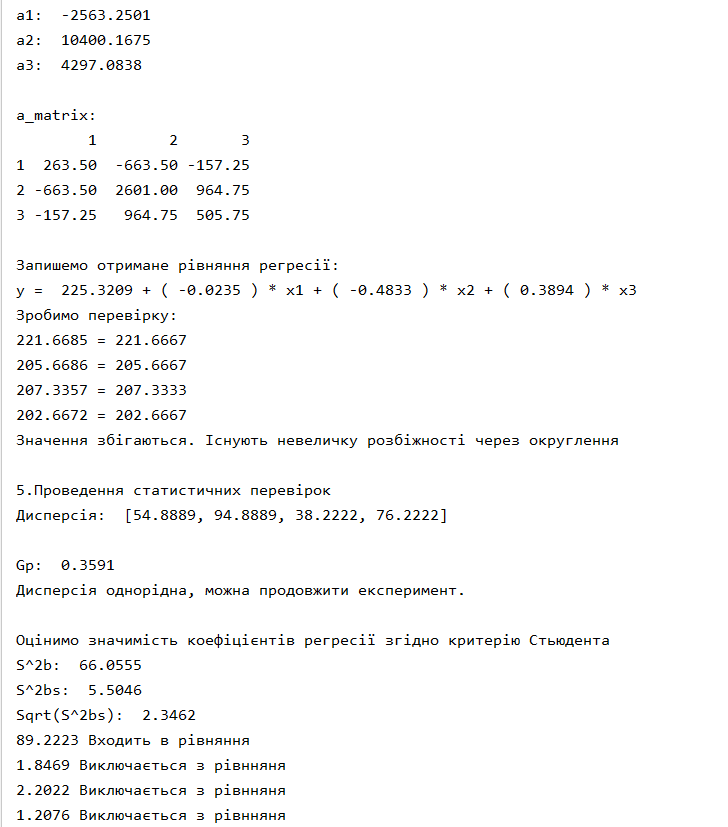 a1:  -2563.2501
a2:  10400.1675
a3:  4297.0838
a_matrix:
1 2 3
1 263.50 -663.50 -157.25
2 -663.50 2601.00 964.75
3 -157.25 964.75 505.75
Запишемо отримане рівняння регресії:
y =  225.3209 + ( -0.0235 ) * x1 + ( -0.4833 ) * x2 + ( 0.3894 ) * x3
Зробимо перевірку:
221.6685 = 221.6667
205.6686 = 205.6667
207.3357 = 207.3333
202.6672 = 202.6667
Значення збігаються. Існують невеличку розбіжності через округлення
5.Проведення статистичних перевірок
Дисперсія:  [54.8889, 94.8889, 38.2222, 76.2222]
Gp:  0.3591
Дисперсія однорідна, можна продовжити експеримент.
Оцінимо значимість коефіцієнтів регресії згідно критерію Стьюдента
S^2b:  66.0555
S^2bs:  5.5046
Sqrt(S^2bs):  2.3462
89.2223 Входить в рівняння
1.8469 Виключається з рівнняня
2.2022 Виключається з рівнняня
1.2076 Виключається з рівнняня